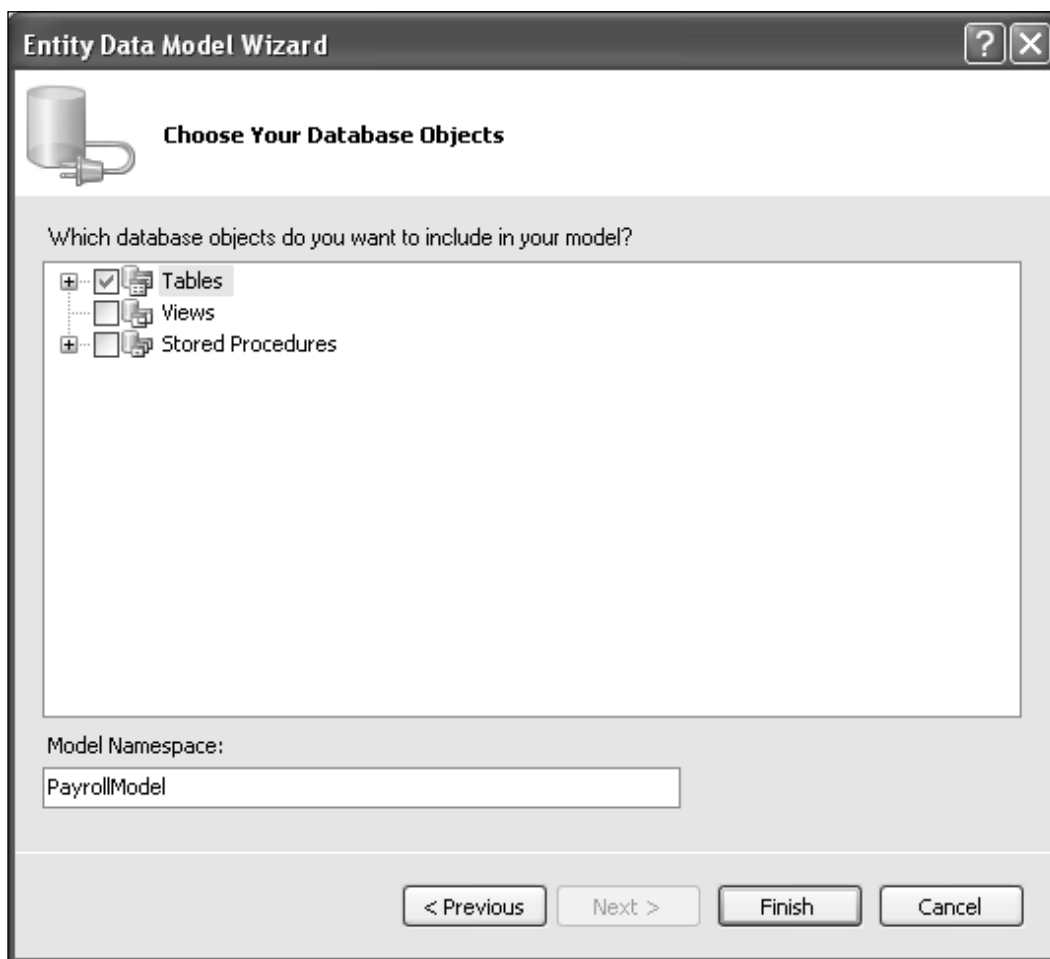 Entity Data Model Wizard
Choose Your Database Objects
Which database objects do you want to include in your model?
Tables
Views
Stored Procedures
Model Namespace:
PayrollModel
< Previous
Next >
Finish
Cancel